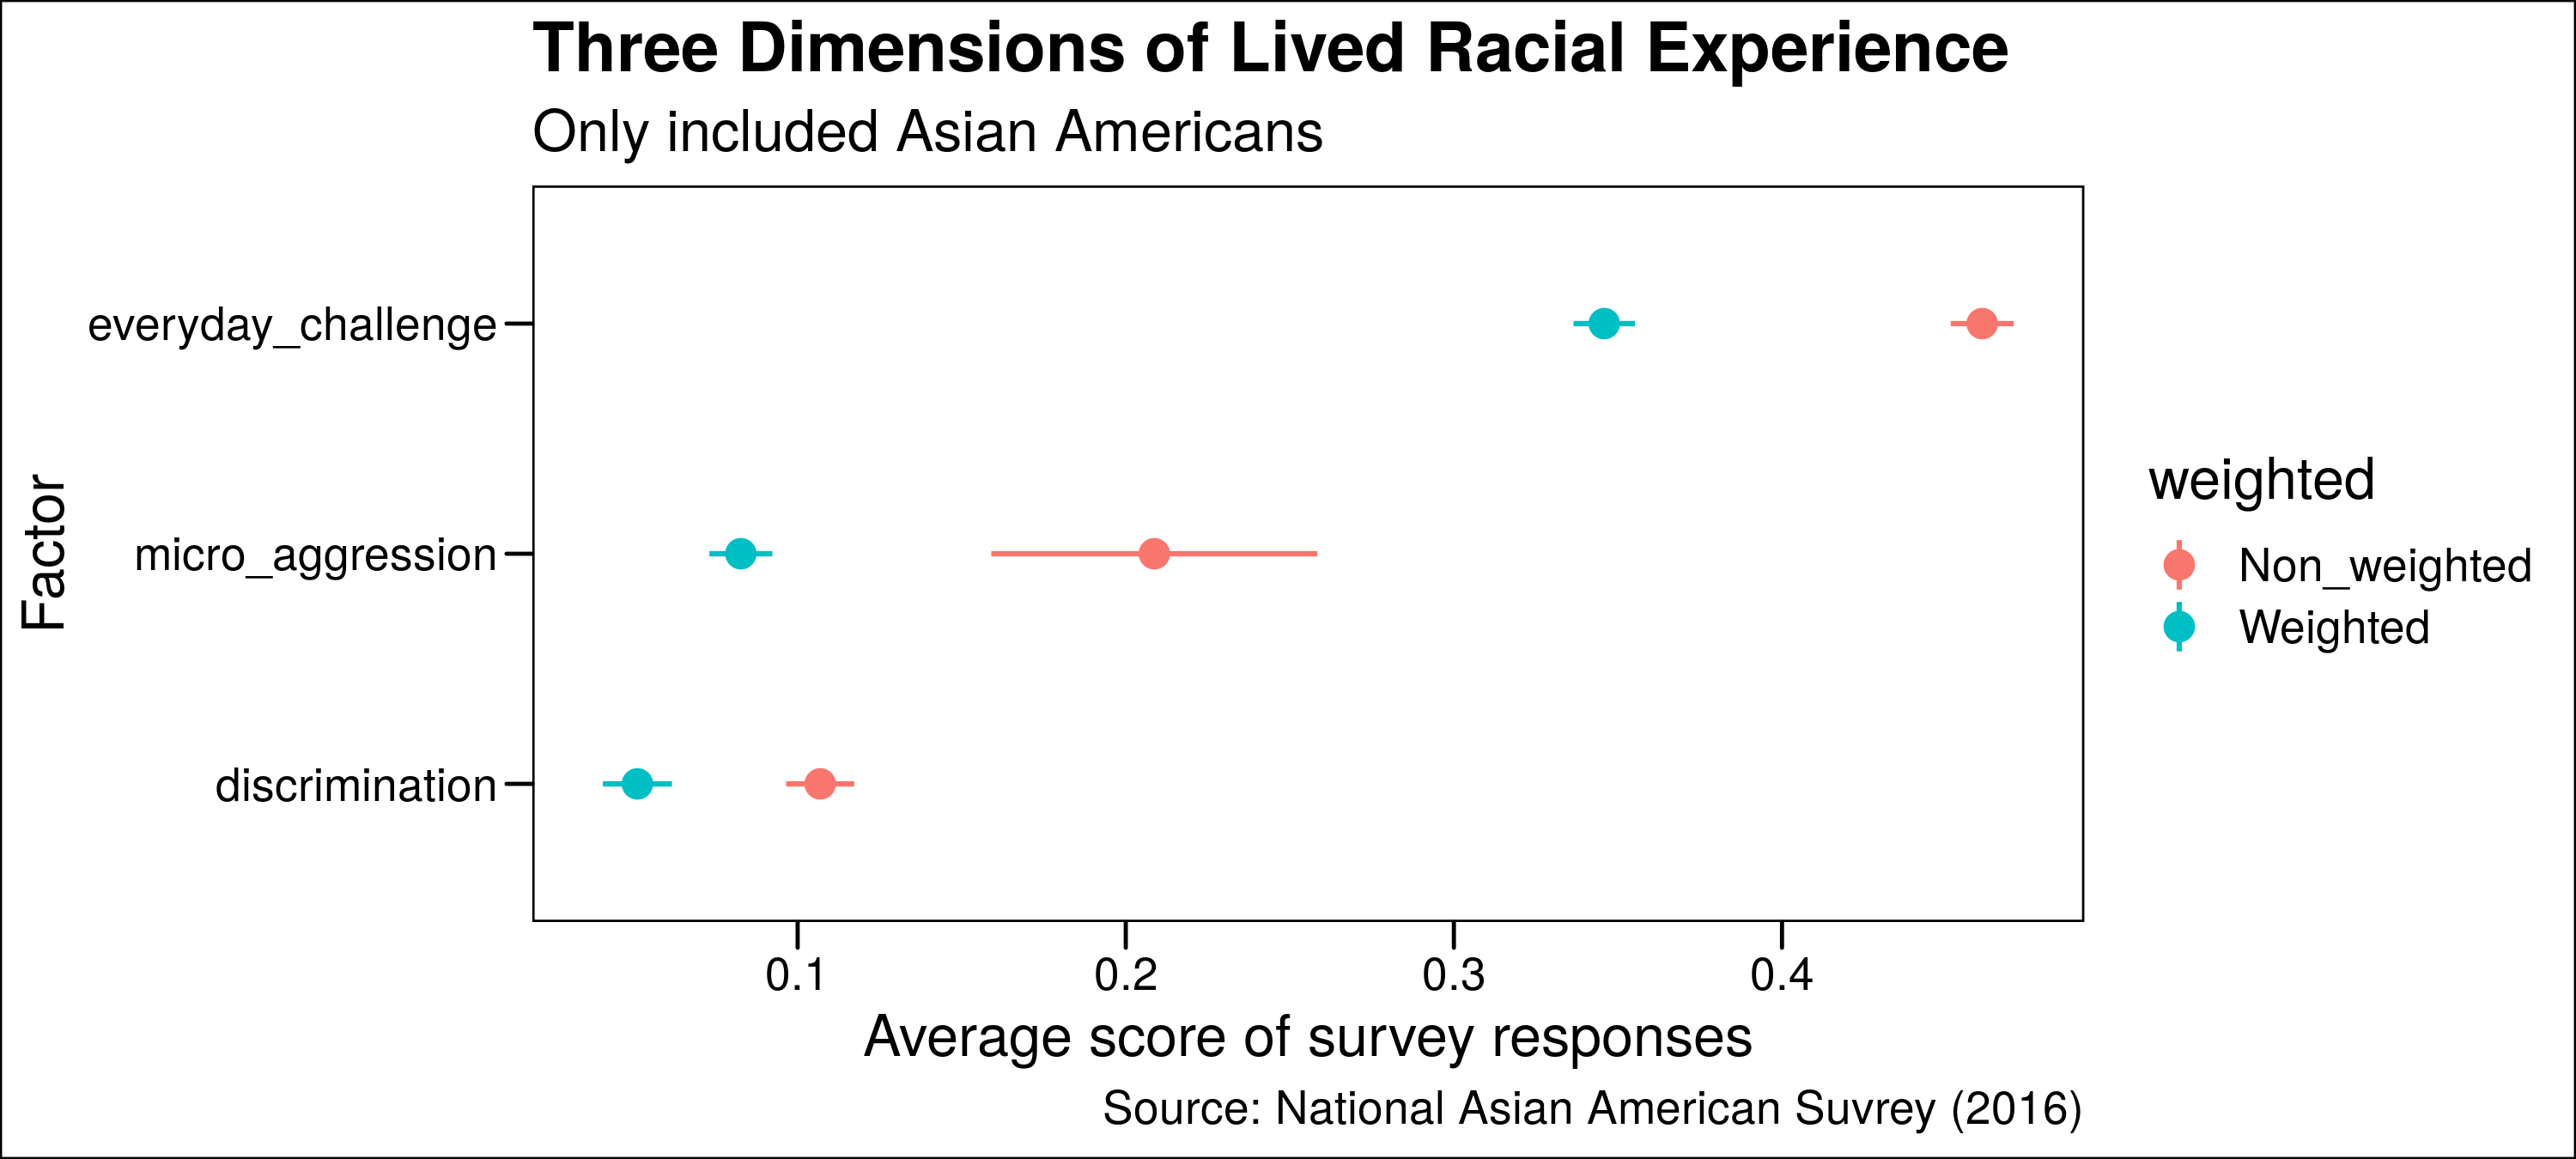 Three Dimensions of Lived Racial Experience
Only included Asian Americans
Factor
everyday_challenge
micro_aggression
discrimination
0.1
0.2
0.3
0.4
Average score of survey responses
Source: National Asian American Suvrey (2016)
weighted
Non_weighted
Weighted